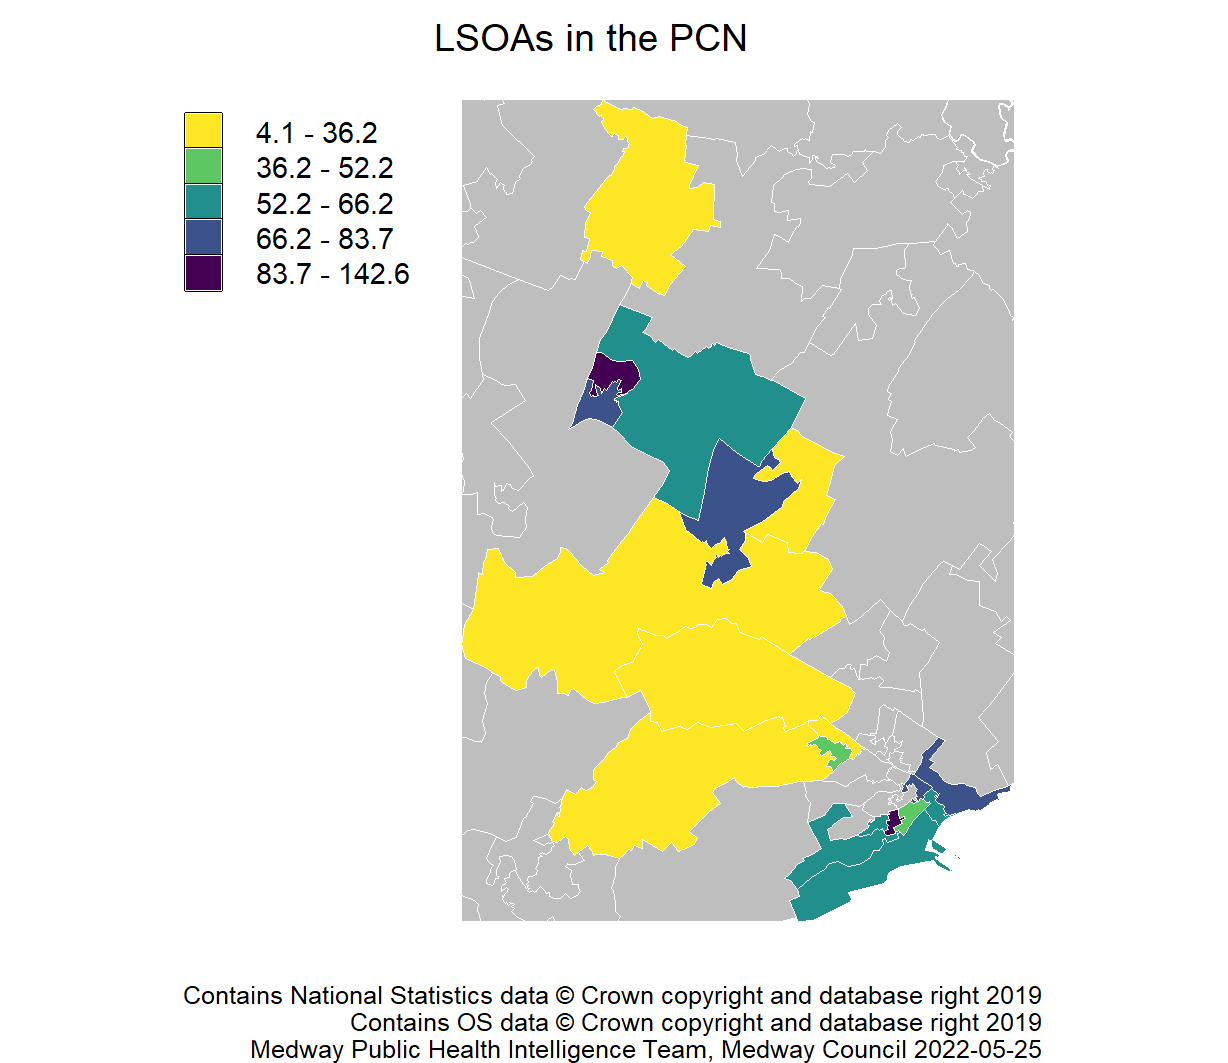 LSOAs in the PCN
4.1 - 36.2
36.2 - 52.2
52.2 - 66.2
66.2 - 83.7
83.7 - 142.6
Contains National Statistics data © Crown copyright and database right 2019
Contains OS data © Crown copyright and database right 2019
Medway Public Health Intelligence Team, Medway Council 2022-05-25